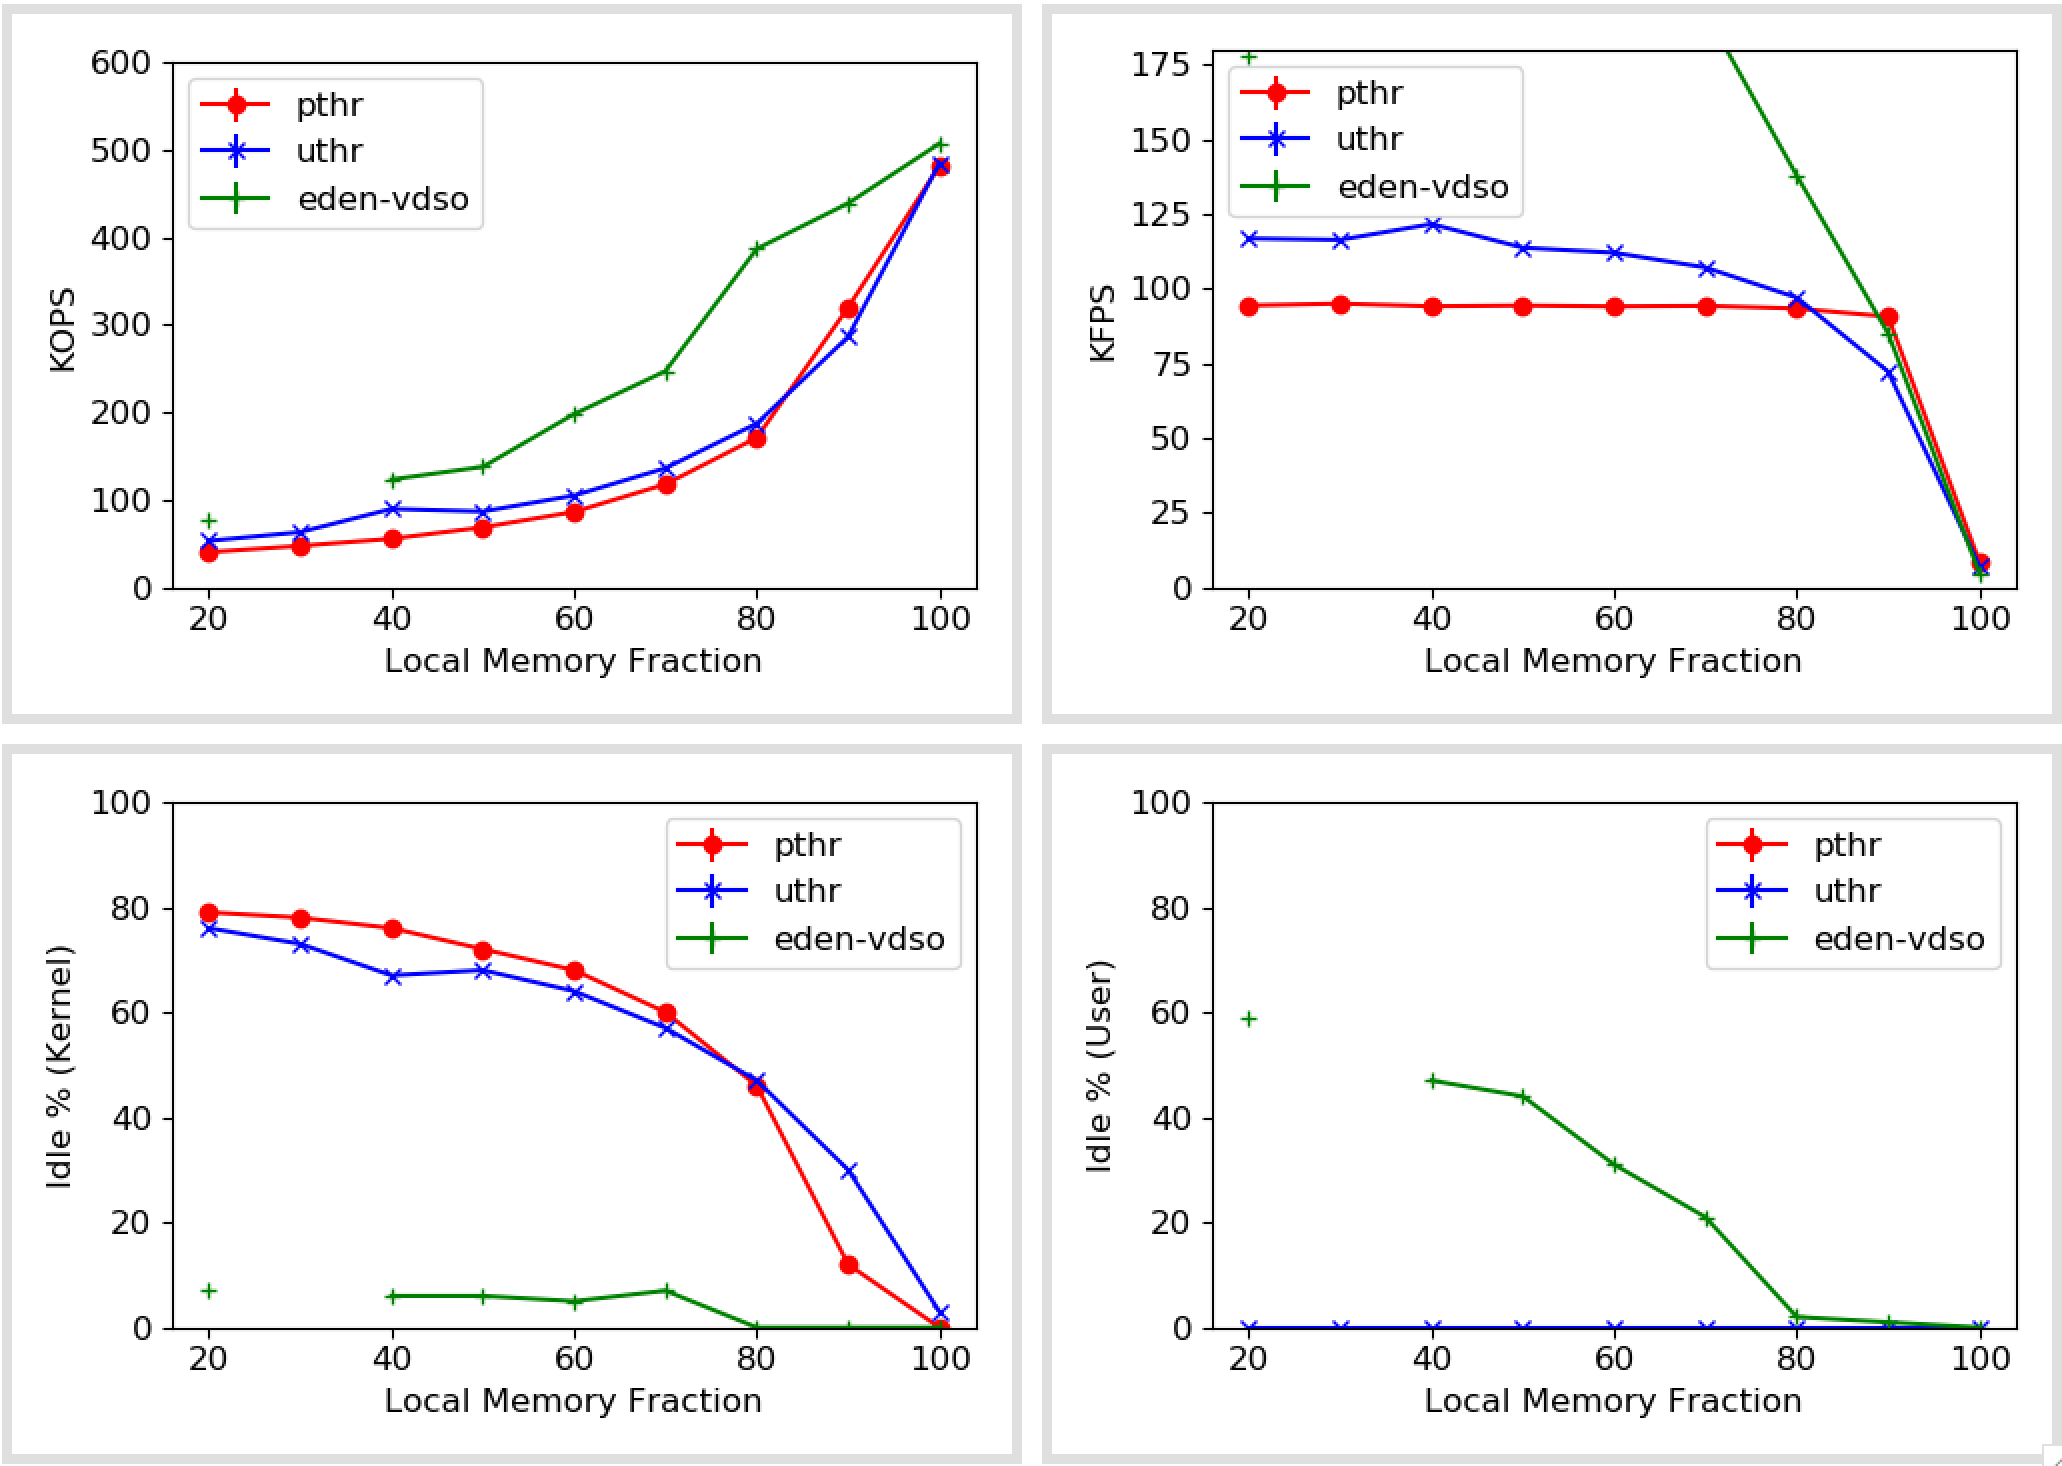 600
500
400
300
200
100
0
KOPS
pthr
uthr
eden-vdso
20 40 60 80 100
Local Memory Fraction
175
150
125
100
75
50
25
0
KFPS
pthr
uthr
eden-vdso
20 40 60 80 100
Local Memory Fraction
100
80
60
40
20
0
Idle % (Kernel)
pthr
uthr
eden-vdso
20 40 60 80 100
Local Memory Fraction
100
80
60
40
20
0
Idle % (User)
pthr
uthr
eden-vdso
20 40 60 80 100
Local Memory Fraction